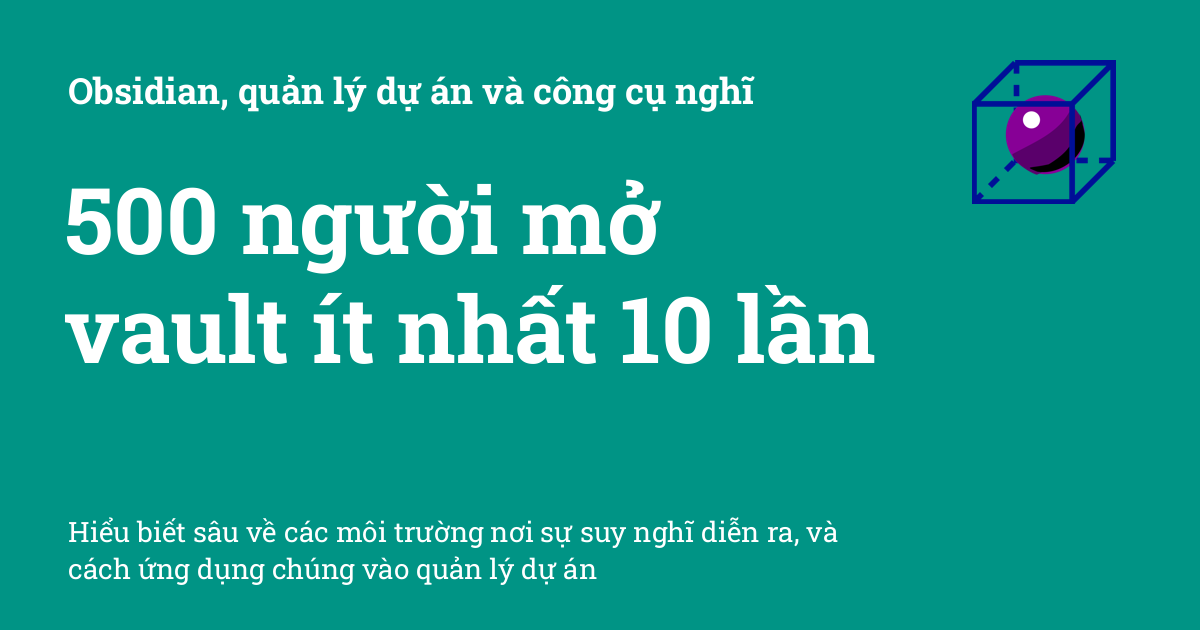 Obsidian, quản lý dự án và công cụ nghĩ
500 người mở
vault ít nhất 10 lần
Hiểu biết sâu về các môi trường nơi sự suy nghĩ diễn ra, và
cách ứng dụng chúng vào quản lý dự án